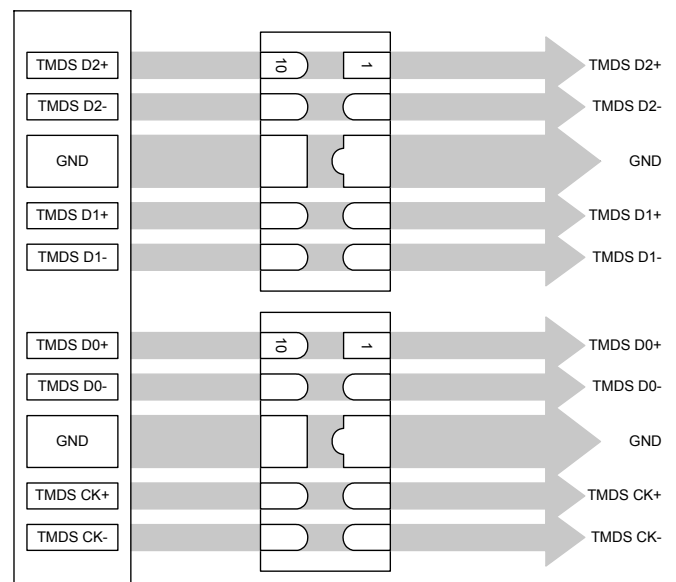 TMDS D2+ 10 1 TMDS D2+
TMDS D2- TMDS D2-
GND GND
TMDS D1+ TMDS D1+
TMDS D1- TMDS D1-
TMDS D0+ 10 1 TMDS D0+
TMDS D0- TMDS D0-
GND GND
TMDS CK+ TMDS CK+
TMDS CK- TMDS CK-